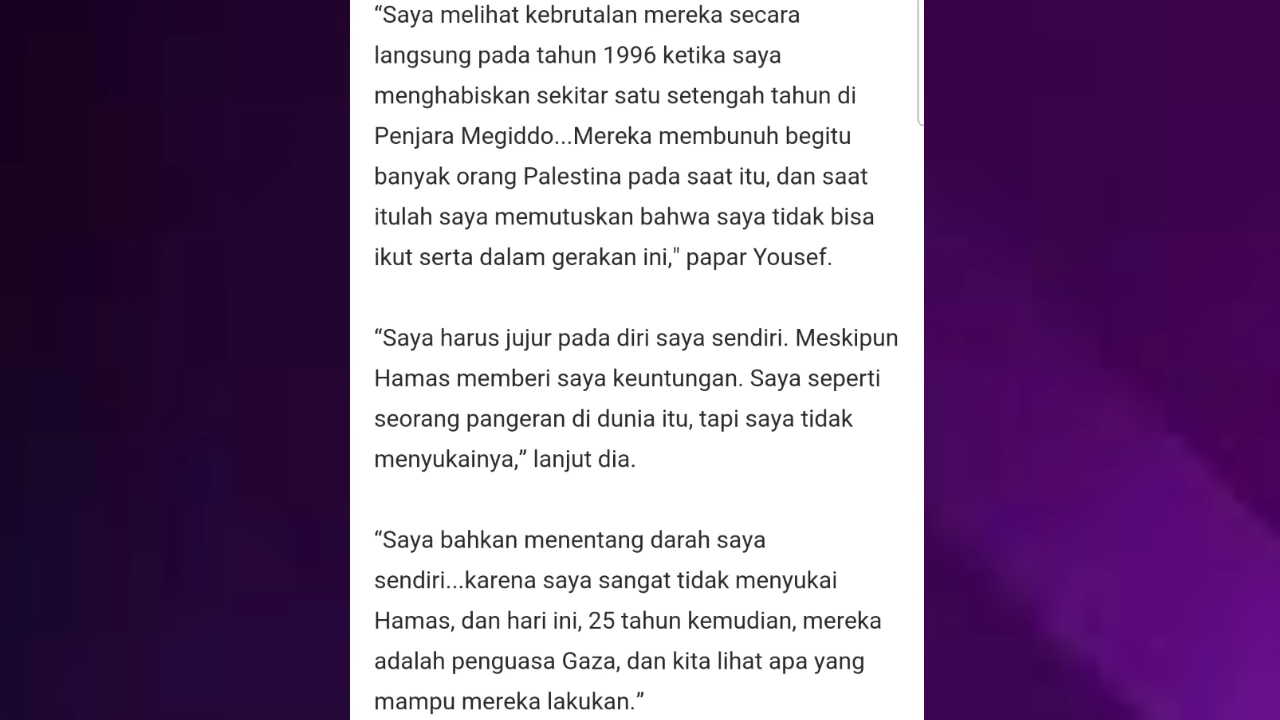 “Saya melihat kebrutalan mereka secara
langsung pada tahun 1996 ketika saya
menghabiskan sekitar satu setengah tahun di
Penjara Megiddo...Mereka membunuh begitu
banyak orang Palestina pada saat itu, dan saat
itulah saya memutuskan bahwa saya tidak bisa
ikut serta dalam gerakan ini," papar Yousef.
“Saya harus jujur pada diri saya sendiri. Meskipun
Hamas memberi saya keuntungan. Saya seperti
seorang pangeran di dunia itu, tapi saya tidak
menyukainya,” lanjut dia.
“Saya bahkan menentang darah saya
sendiri...karena saya sangat tidak menyukai
Hamas, dan hari ini, 25 tahun kemudian, mereka
adalah penguasa Gaza, dan kita lihat apa yang
mampu mereka lakukan.”